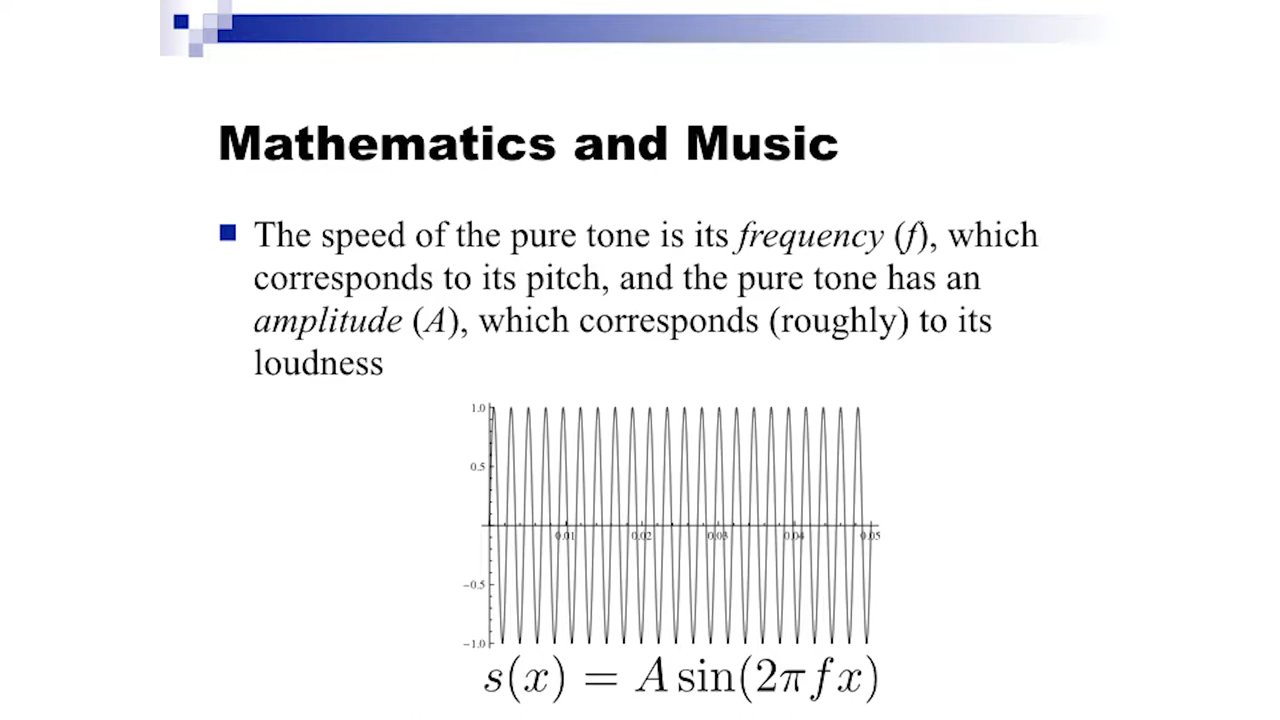 Mathematics and Music
The speed of the pure tone is its frequency (f), which
corresponds to its pitch, and the pure tone has an
amplitude (A), which corresponds (roughly) to its
loudness
1.0
0.5
0.01 0.02 0.03 0.04 0.05
−0.5
−1.0
s(x) = A sin(2πfx)